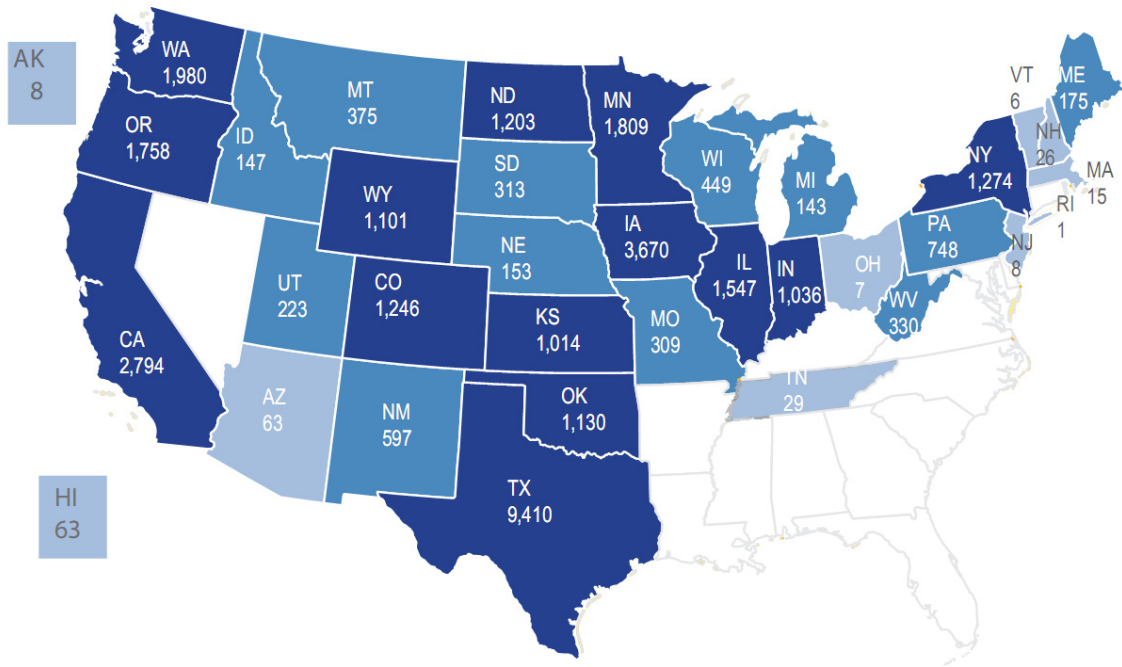 AK
8
WA
1,980
OR
1,758
CA
2,794
ID
147
MT
375
WY
1,101
UT
223
CO
1,246
AZ
63
NM
597
HI
63
ND
1,203
SD
313
NE
153
KS
1,014
OK
1,130
TX
9,410
MN
1,809
IA
3,670
MO
309
WI
449
IL
1,547
MI
143
IN
1,036
OH
7
TN
29
WV
330
PA
748
NY
1,274
VT
6
NH
26
ME
175
MA
15
RI
1
NJ
8